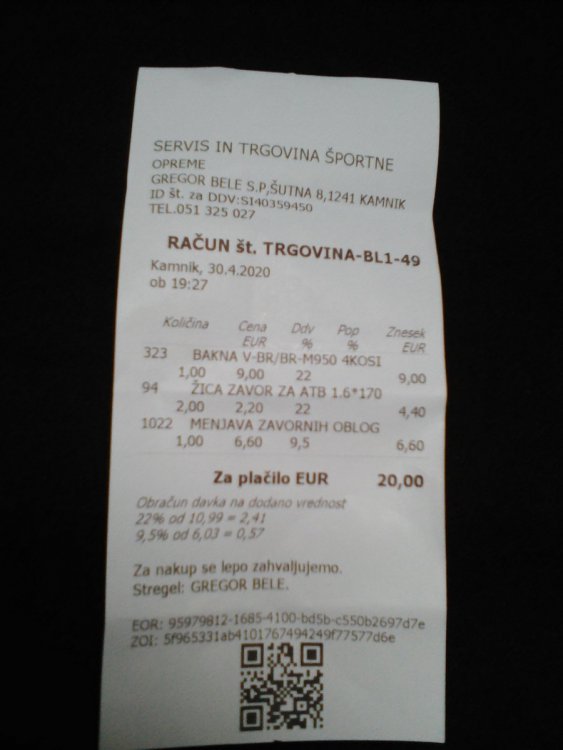 SERVIS IN TRGOVINA ŠPORTNE
OPREME
GREGOR BELE S.P,ŠUTNA 8,1241 KAMNIK
ID št. za DDV:SI40359450
TEL.051 325 027
RAČUN št. TRGOVINA-BL1-49
Kamnik, 30.4.2020
ob 19:27
Količina Cena Ddv Pop Znesek
EUR % % EUR
323 BAKNA V-BR/BR-M950 4KOSI
1,00 9,00 22 9,00
94 ŽICA ZAVOR ZA ATB 1.6*170
2,00 2,20 22 4,40
1022 MENJAVA ZAVORNIH OBLOG
1,00 6,60 9,5 6,60
Za plačilo EUR 20,00
Obračun davka na dodano vrednost
22% od 10,99 = 2,41
9,5% od 6,03 = 0,57
Za nakup se lepo zahvaljujemo.
Stregel: GREGOR BELE.
EOR: 95979812-1685-4100-bd5b-c550b2697d7e
ZOI: 5f965331ab4101767494249f77577d6e